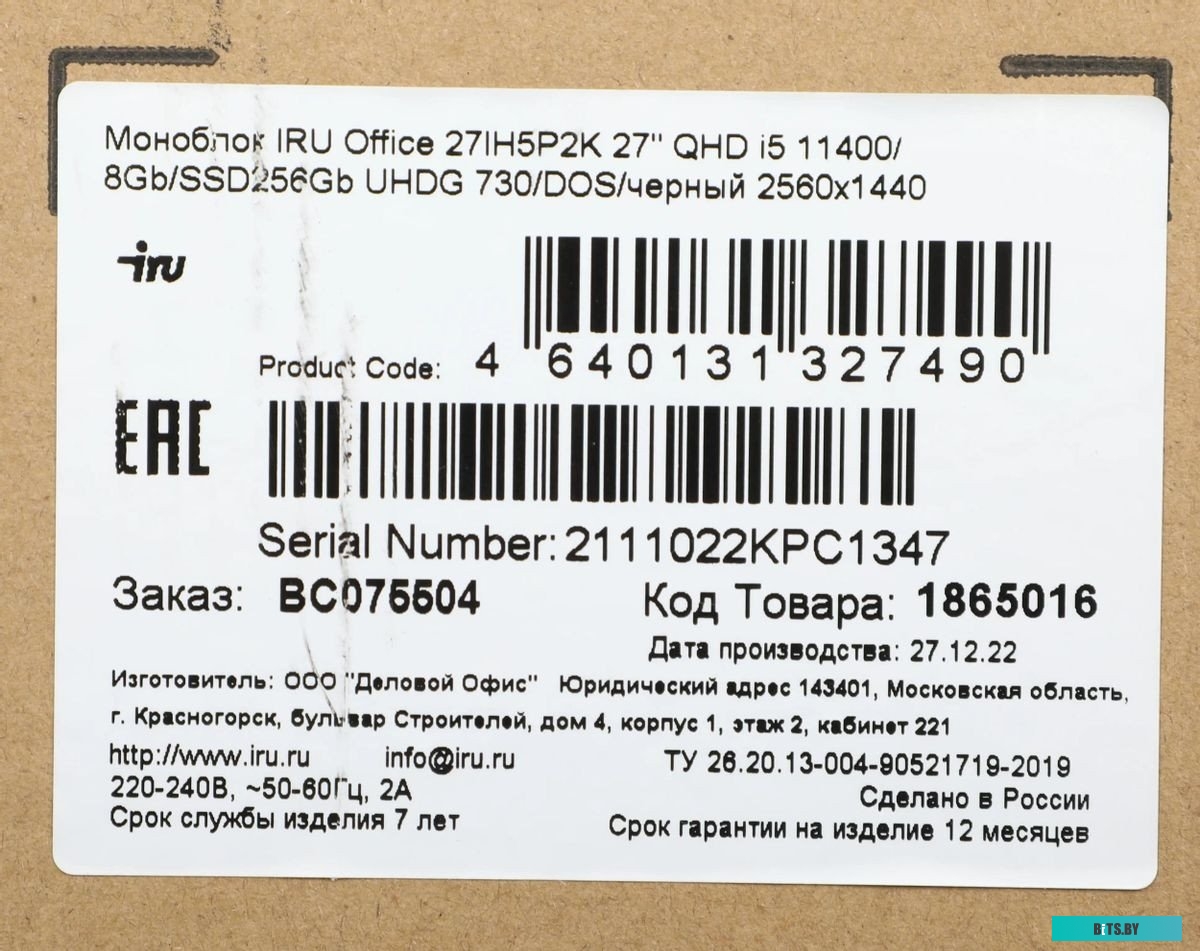 Моноблок IRU Office 27IH5P2K 27" QHD i5 11400/
8Gb/SSD256Gb UHDG 730/DOS/черный 2560x1440
iru
Product Code: 4 640131 327490
EAC
Serial Number: 2111022KPC1347
Заказ: BC075504 Код Товара: 1865016
Дата производства: 27.12.22
Изготовитель: ООО "Деловой Офис" Юридический адрес 143401, Московская область,
г. Красногорск, бульвар Строителей, дом 4, корпус 1, этаж 2, кабинет 221
http://www.iru.ru info@iru.ru ТУ 26.20.13-004-90521719-2019
220-240В, ~50-60Гц, 2А Сделано в России
Срок службы изделия 7 лет Срок гарантии на изделие 12 месяцев
BiTS.BY